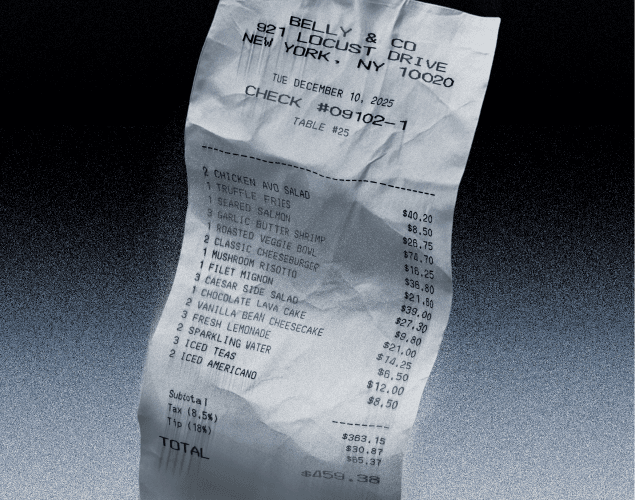 BELLY & CO
921 LOCUST DRIVE
NEW YORK, NY 10020
TUE DECEMBER 10, 2025
CHECK #09102-1
TABLE #25
2 CHICKEN AVO SALAD $40.20
1 TRUFFLE FRIES $8.50
1 SEARED SALMON
3 GARLIC BUTTER SHRIMP $74.70
1 ROASTED VEGGIE BOWL $16.25
2 CLASSIC CHEESEBURGER $38.80
1 MUSHROOM RISOTTO
1 FILET MIGNON $39.00
3 CAESAR SIDE SALAD $27.30
1 CHOCOLATE LAVA CAKE $9.80
2 VANILLA BEAN CHEESECAKE $21.00
3 FRESH LEMONADE $14.25
2 SPARKLING WATER $6.50
3 ICED TEAS $12.00
2 ICED AMERICANO $8.50
Subtotal $363.15
Tax (8.5%) $30.87
Tip (18%) $65.37
TOTAL $459.38